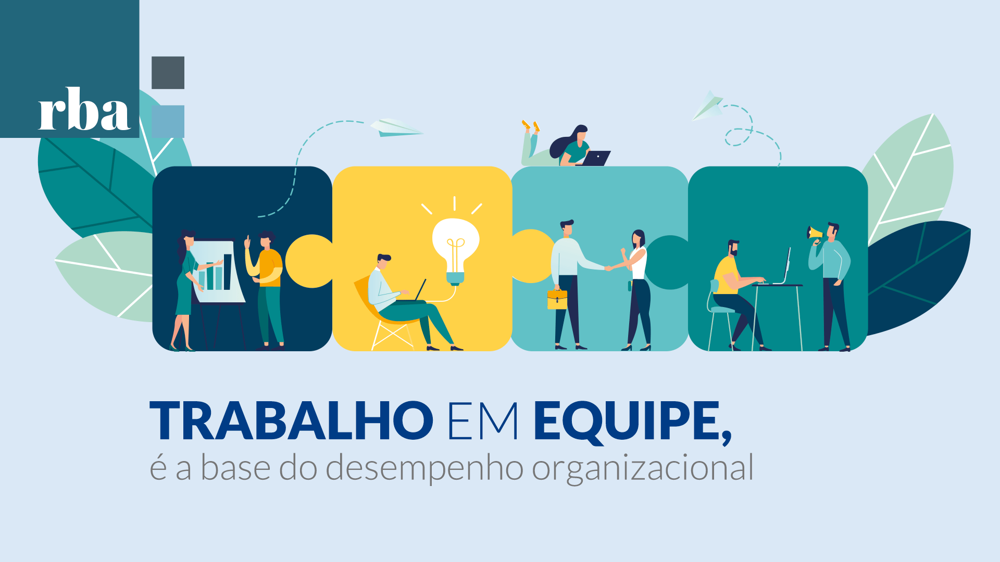 rba
TRABALHO EM EQUIPE,
é a base do desempenho organizacional